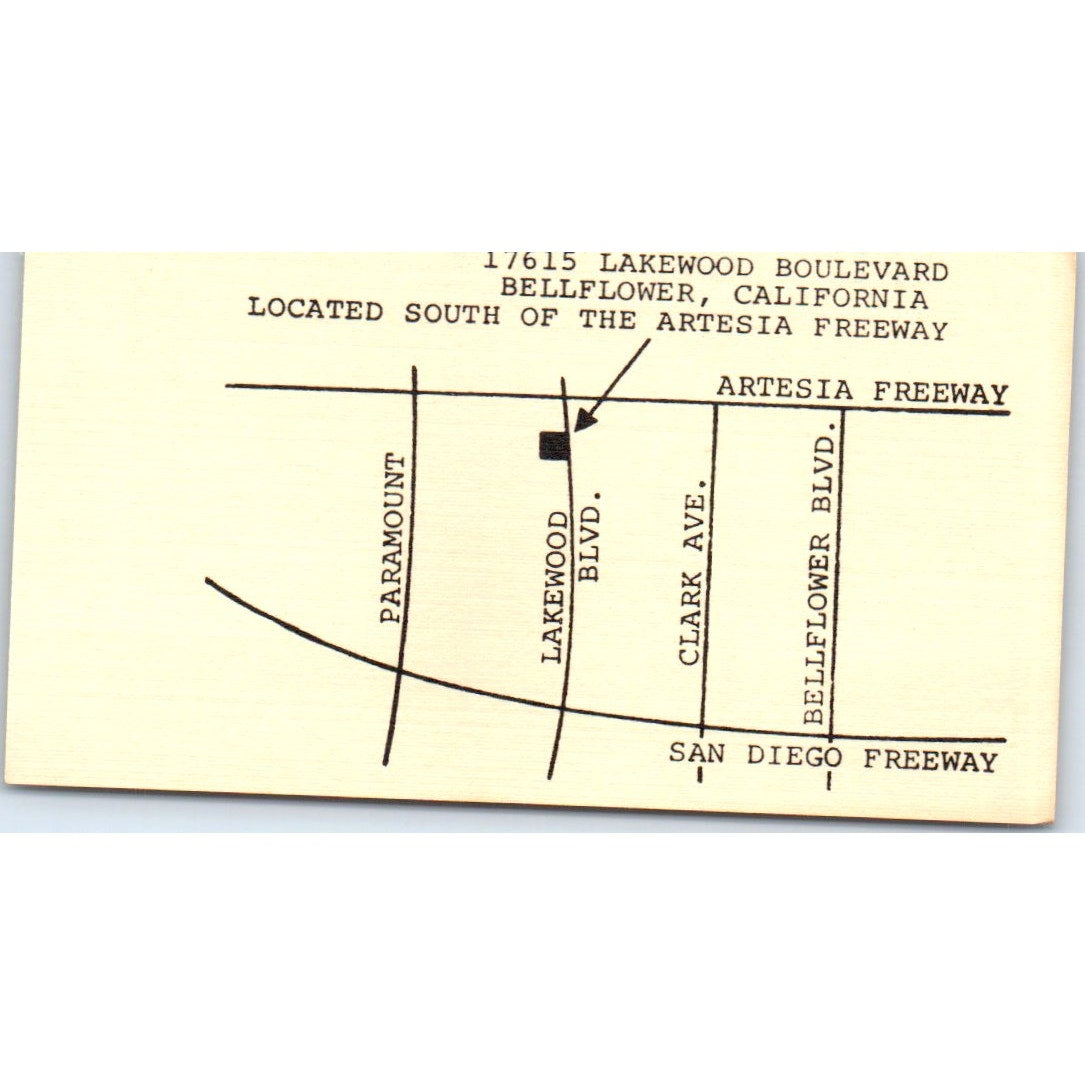 17615 LAKEWOOD BOULEVARD
BELLFLOWER, CALIFORNIA
LOCATED SOUTH OF THE ARTESIA FREEWAY
ARTESIA FREEWAY
PARAMOUNT
LAKEWOOD
BLVD.
CLARK AVE.
BELLFLOWER BLVD.
SAN DIEGO FREEWAY